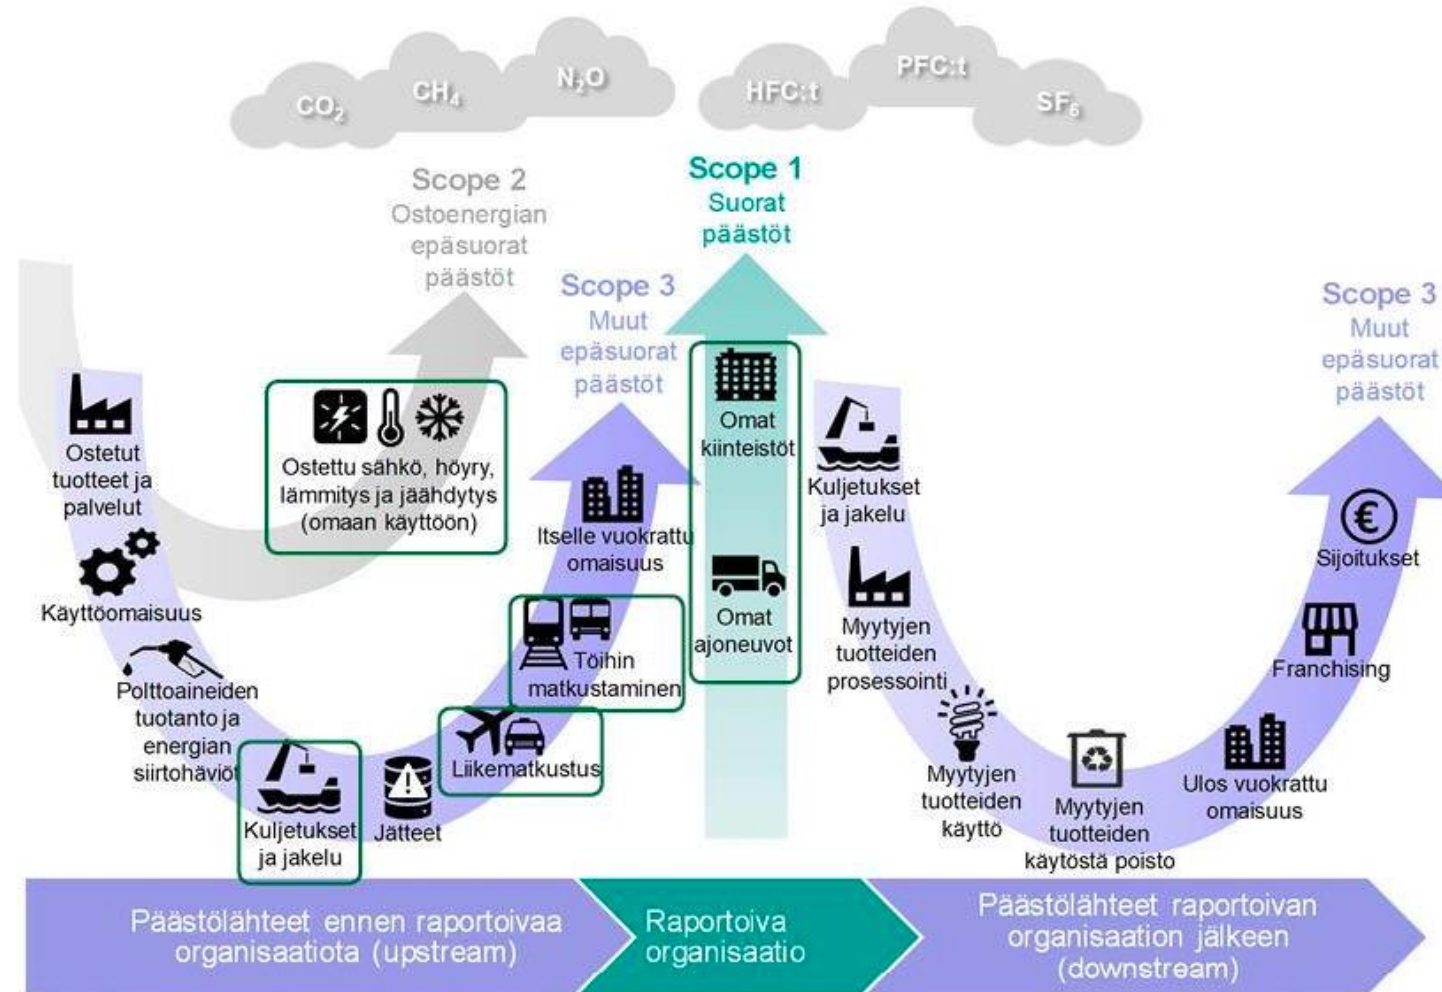 CO₂
CH₄
N₂O
HFC:t
PFC:t
SF₆
Scope 2
Ostoenergian
epäsuorat
päästöt
Scope 3
Muut
epäsuorat
päästöt
Scope 1
Suorat
päästöt
Scope 3
Muut
epäsuorat
päästöt
Ostetut
tuotteet ja
palvelut
Käyttöomaisuus
Polttoaineiden
tuotanto ja
energian
siirtohäviöt
Kuljetukset
ja jakelu
Jätteet
Liikematkustus
Töihin
matkustaminen
Itselle vuokrattu
omaisuus
Ostettu sähkö, höyry,
lämmitys ja jäähdytys
(omaan käyttöön)
Omat
kiinteistöt
Omat
ajoneuvot
Kuljetukset
ja jakelu
Myytyjen
tuotteiden
prosessointi
Myytyjen
tuotteiden
käyttö
Myytyjen
tuotteiden
käytöstä poisto
Ulos vuokrattu
omaisuus
Franchising
€
Sijoitukset
Päästölähteet ennen raportoivaa
organisaatiota (upstream)
Raportoiva
organisaatio
Päästölähteet raportoivan
organisaation jälkeen
(downstream)